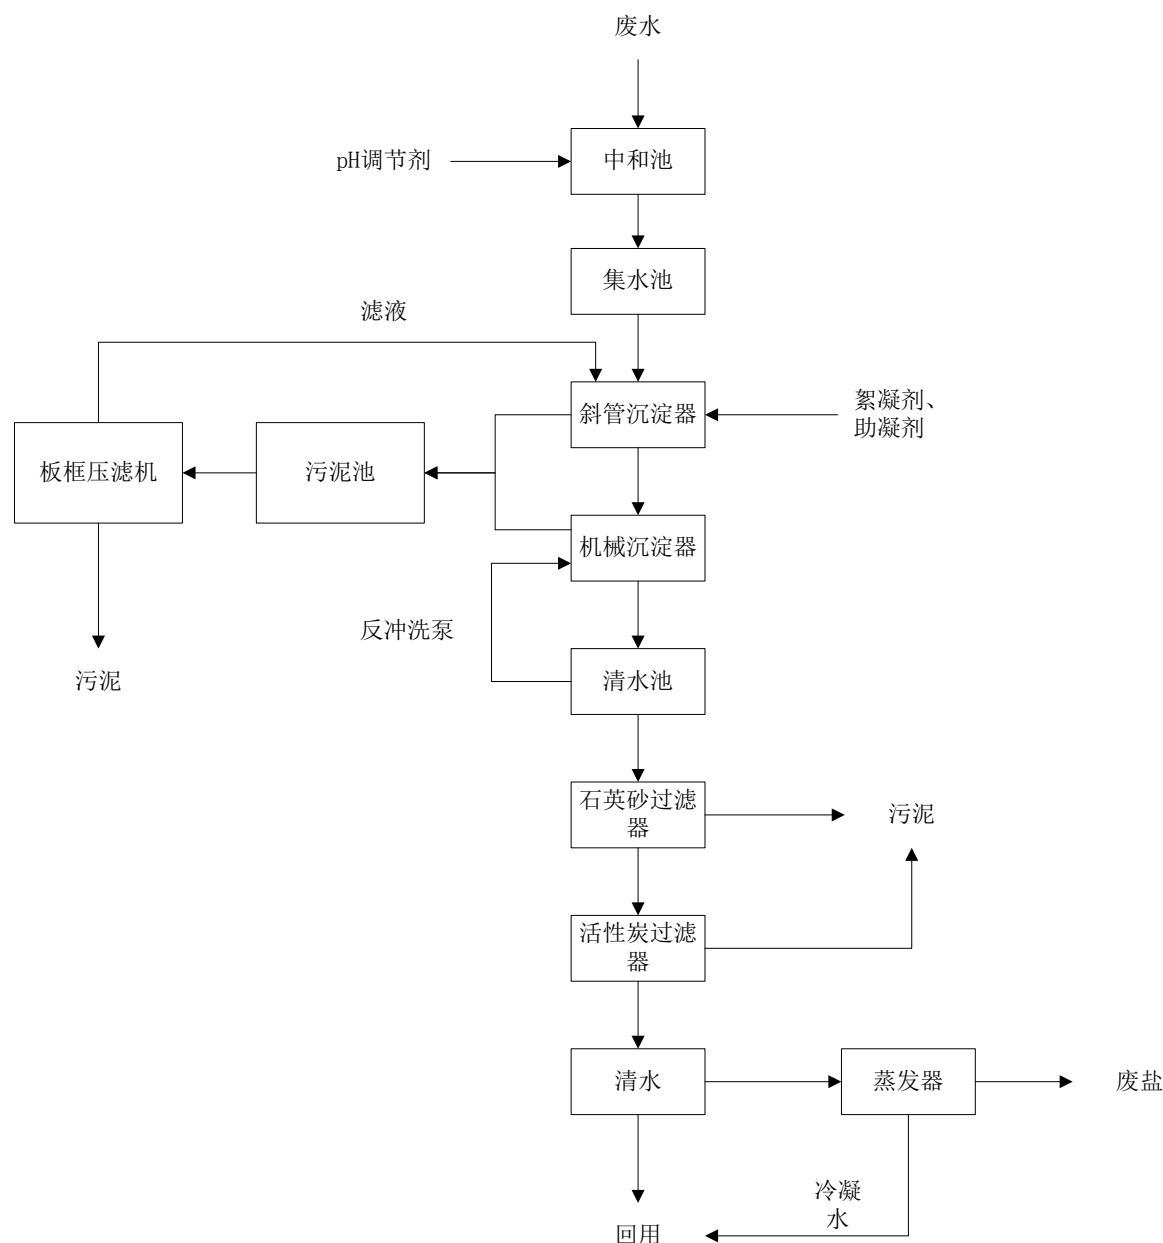 废水
pH调节剂
中和池
集水池
滤液
斜管沉淀器
絮凝剂、
助凝剂
板框压滤机
污泥池
机械沉淀器
反冲洗泵
污泥
清水池
石英砂过滤
器
污泥
活性炭过滤
器
清水
蒸发器
废盐
冷凝
水
回用